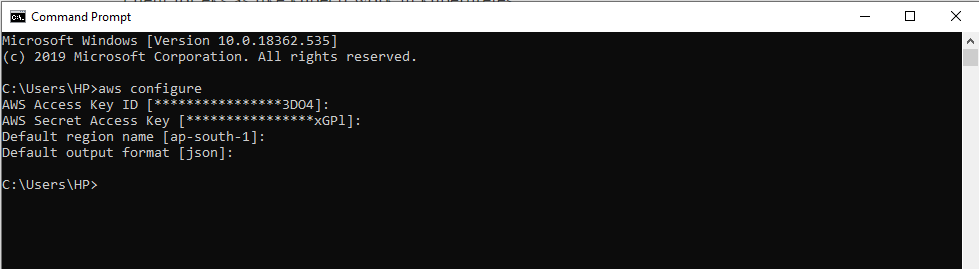 Command Prompt
Microsoft Windows [Version 10.0.18362.535]
(c) 2019 Microsoft Corporation. All rights reserved.
C:\Users\HP>aws configure
AWS Access Key ID [****************3DO4]:
AWS Secret Access Key [****************xGPl]:
Default region name [ap-south-1]:
Default output format [json]:
C:\Users\HP>